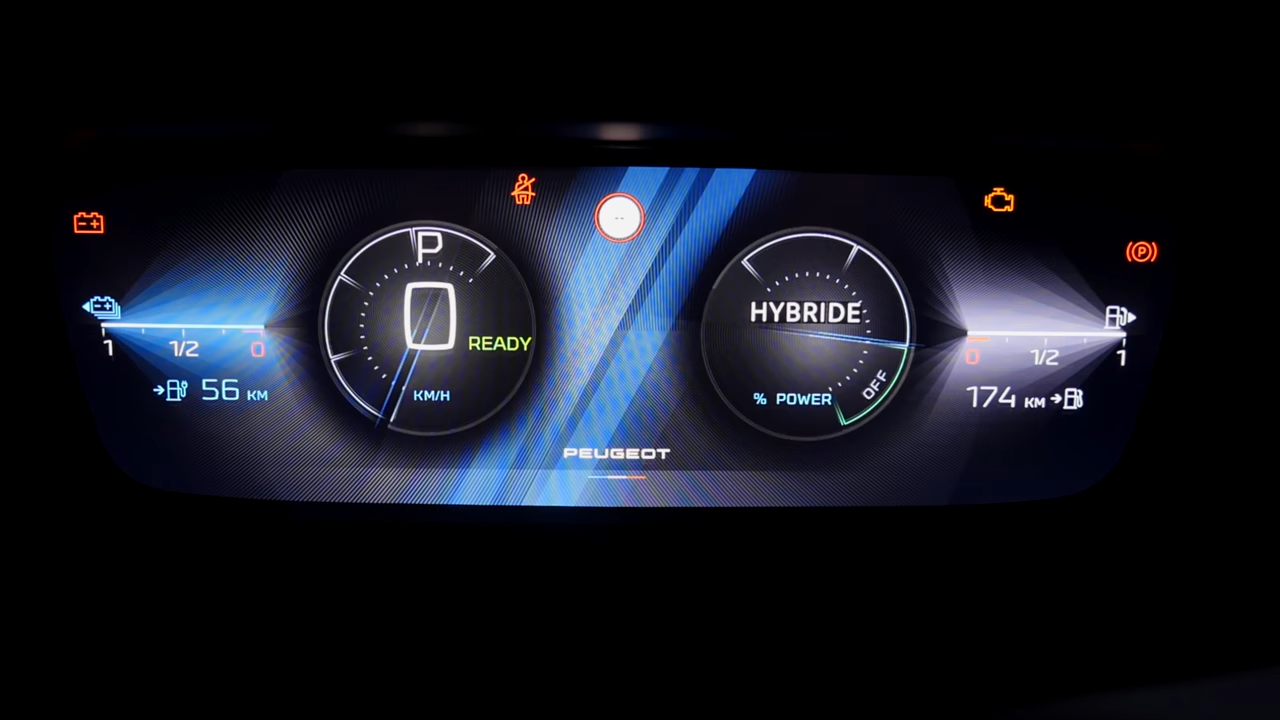 P
0
READY
KM/H
1 1/2 0
56 KM
--
PEUGEOT
HYBRIDE
% POWER
OFF
0 1/2 1
174 KM
(P)